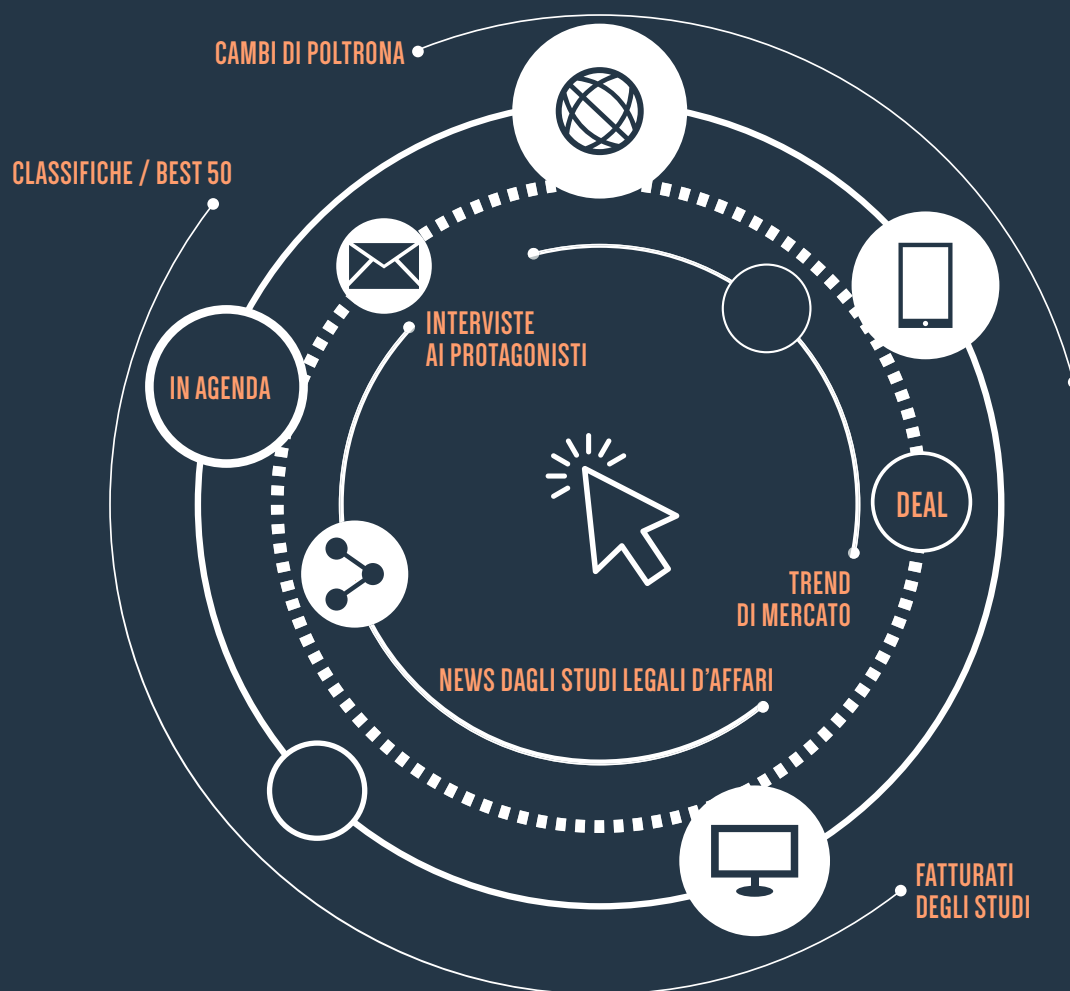 CAMBI DI POLTRONA
CLASSIFICHE / BEST 50
INTERVISTE
AI PROTAGONISTI
IN AGENDA
DEAL
TREND
DI MERCATO
NEWS DAGLI STUDI LEGALI D'AFFARI
FATTURATI
DEGLI STUDI